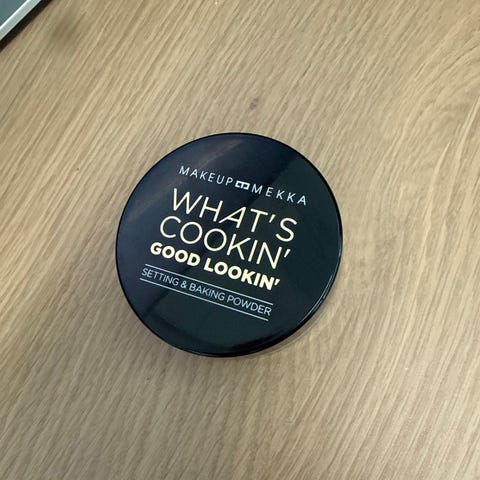 MAKEUP MEKKA
WHAT'S
COOKIN'
GOOD LOOKIN'
SETTING & BAKING POWDER